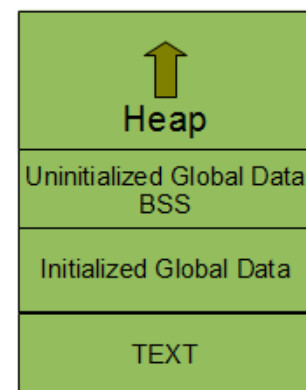 Heap
Uninitialized Global Data
BSS
Initialized Global Data
TEXT